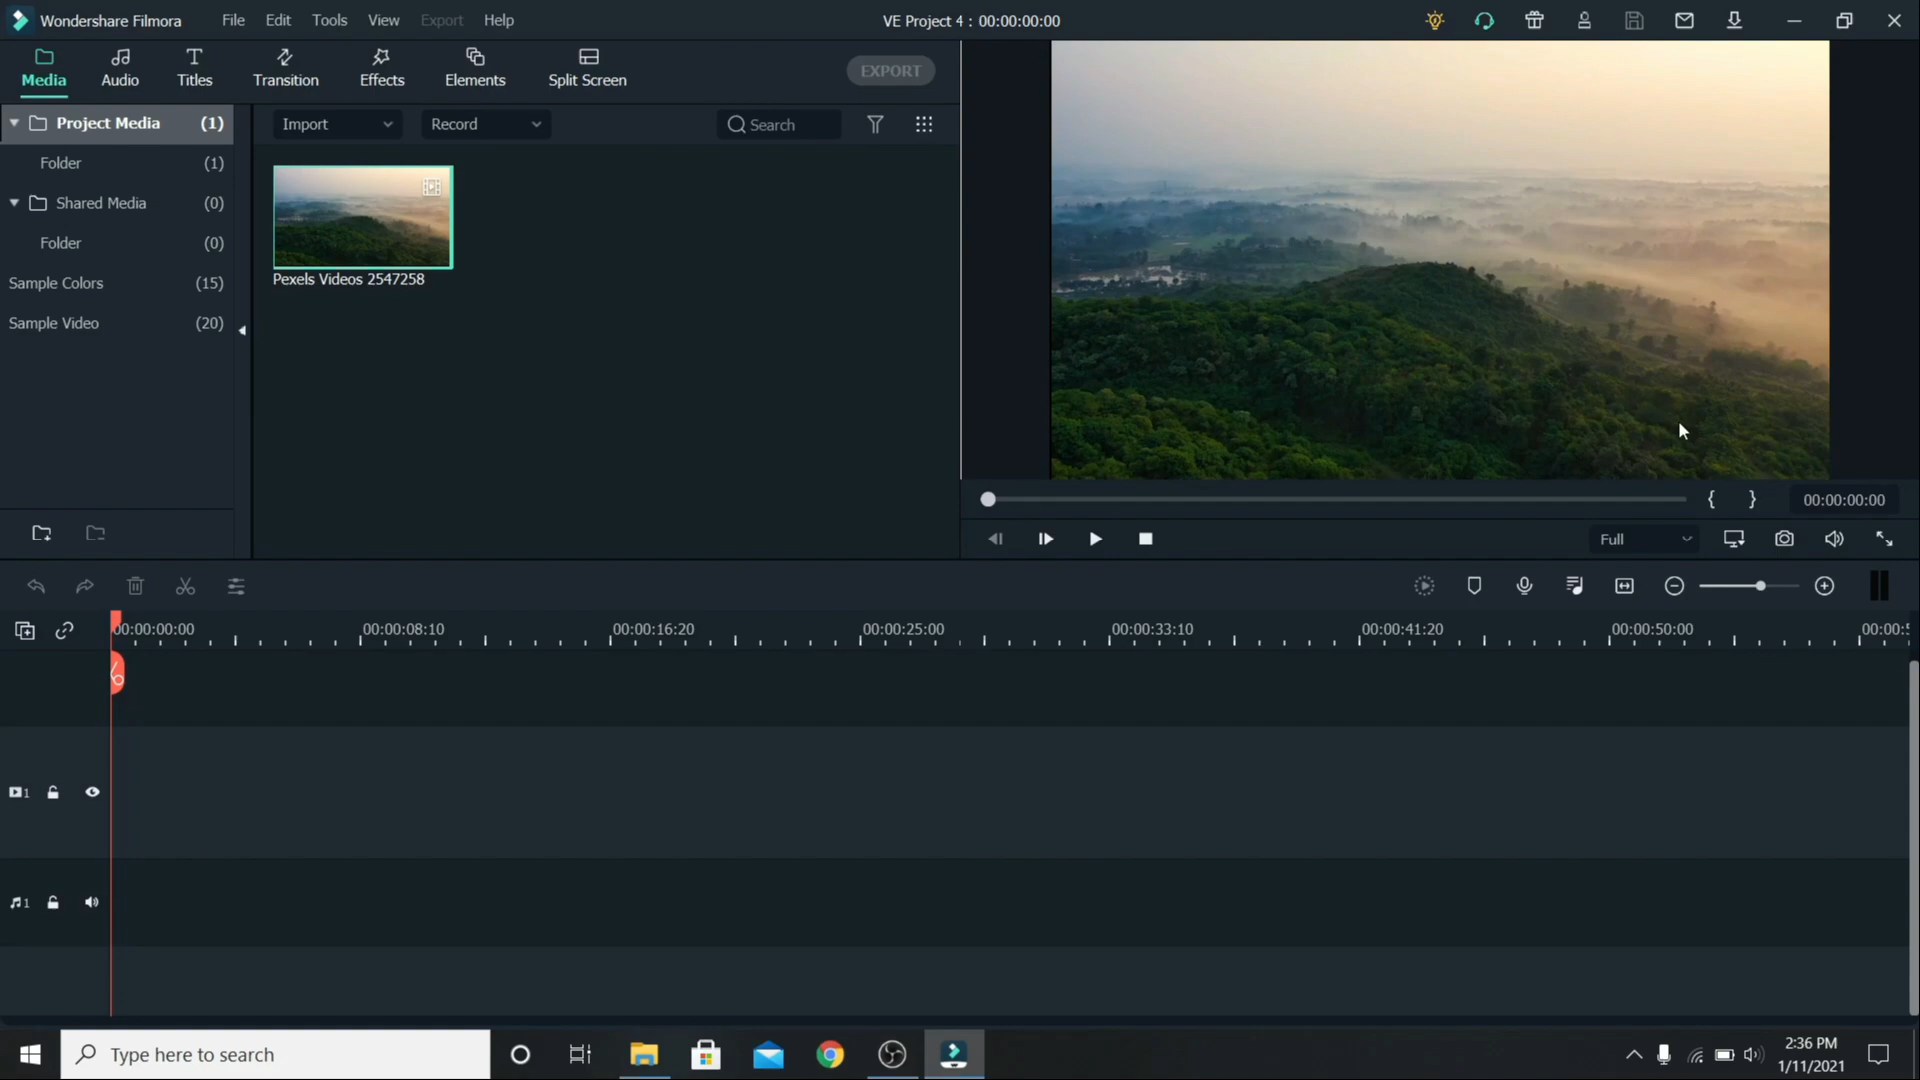 Wondershare Filmora File Edit Tools View Export Help VE Project 4 : 00:00:00:00
Media Audio Titles Transition Effects Elements Split Screen EXPORT
Project Media (1)
Folder (1)
Shared Media (0)
Folder (0)
Sample Colors (15)
Sample Video (20)
Import Record Search
Pexels Videos 2547258
{ } 00:00:00:00
Full
00:00:00:00 00:00:08:10 00:00:16:20 00:00:25:00 00:00:33:10 00:00:41:20 00:00:50:00
1
1
Type here to search
2:36 PM
1/11/2021